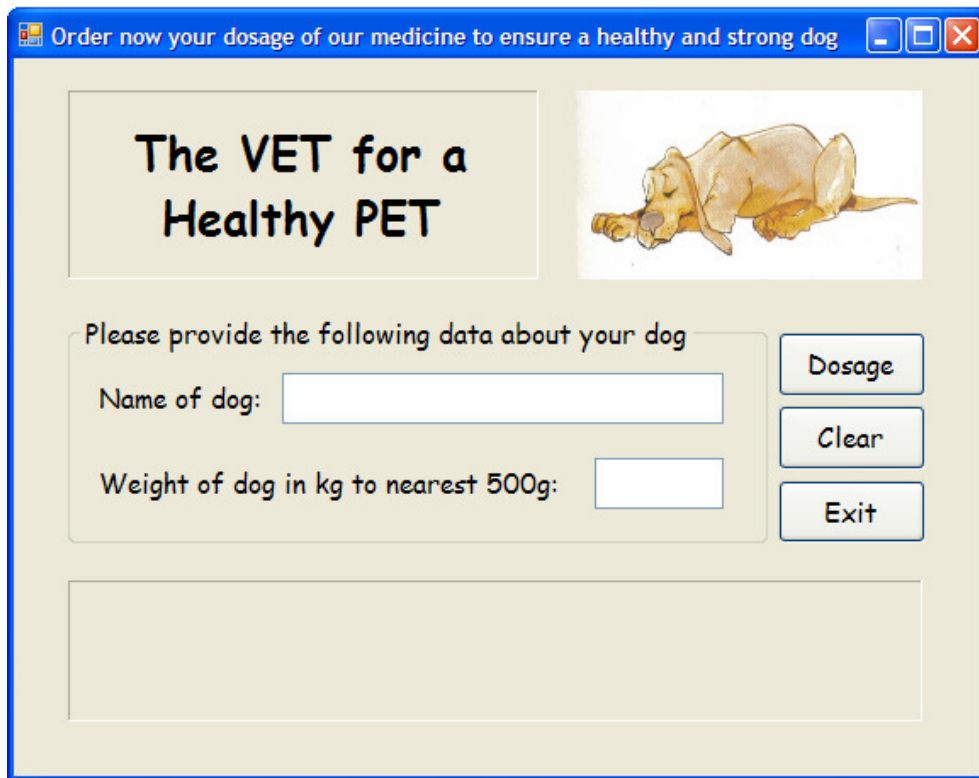 Order now your dosage of our medicine to ensure a healthy and strong dog
The VET for a
Healthy PET
Please provide the following data about your dog
Name of dog:
Weight of dog in kg to nearest 500g:
Dosage
Clear
Exit